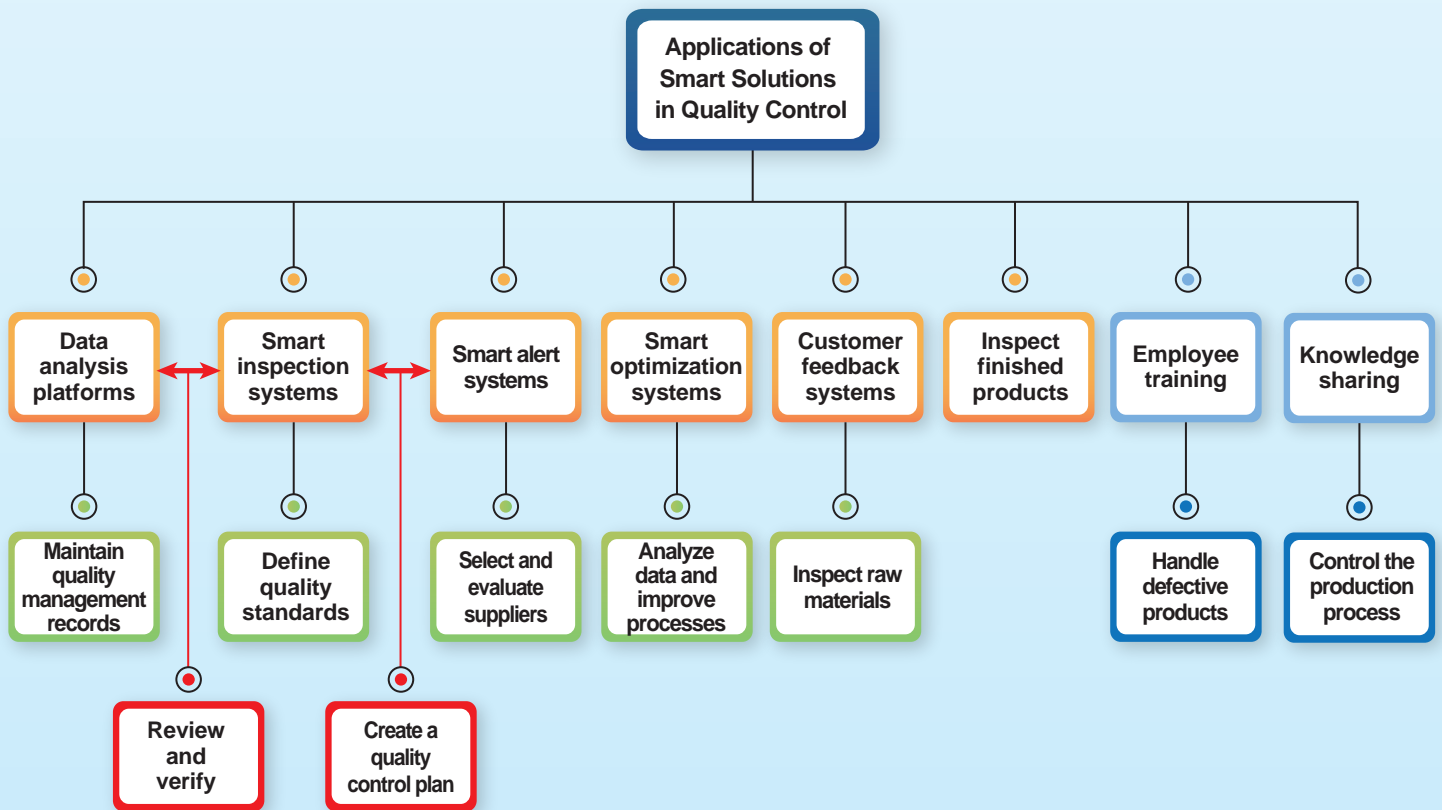 Applications of
Smart Solutions
in Quality Control
Data
analysis
platforms
Smart
inspection
systems
Smart alert
systems
Smart
optimization
systems
Customer
feedback
systems
Inspect
finished
products
Employee
training
Knowledge
sharing
Maintain
quality
management
records
Define
quality
standards
Select and
evaluate
suppliers
Analyze
data and
improve
processes
Inspect raw
materials
Handle
defective
products
Control the
production
process
Review
and
verify
Create a
quality
control plan